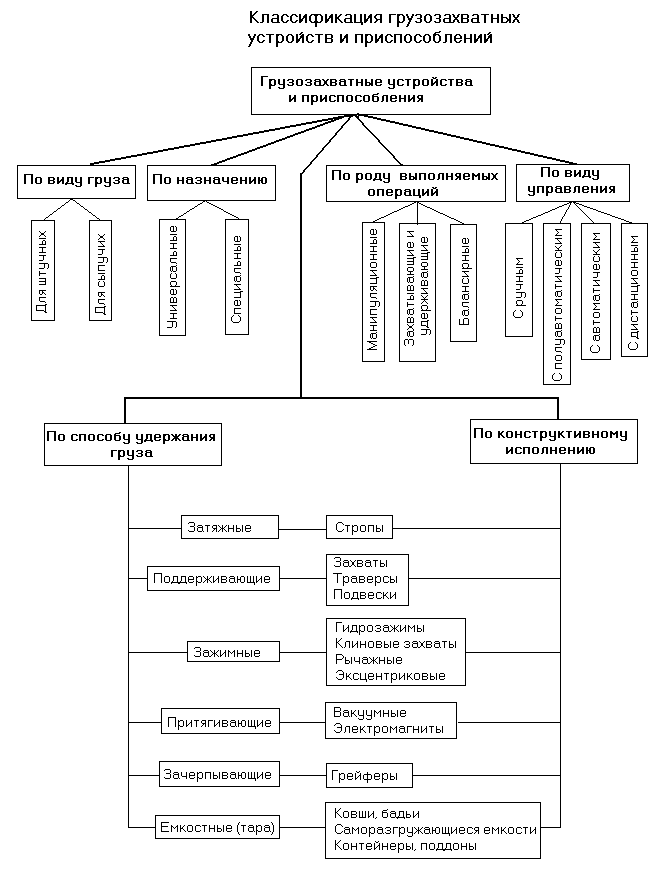 Классификация грузозахватных
устройств и приспособлений
Грузозахватные устройства
и приспособления
По виду груза
По назначению
По роду выполняемых
операций
По виду
управления
Для штучных
Для сыпучих
Универсальные
Специальные
Манипуляционные
Захватывающие и
удерживающие
Балансирные
С ручным
С полуавтоматическим
С автоматическим
С дистанционным
По способу удержания
груза
По конструктивному
исполнению
Затяжные
Стропы
Поддерживающие
Захваты
Траверсы
Подвески
Зажимные
Гидрозажимы
Клиновые захваты
Рычажные
Эксцентриковые
Притягивающие
Вакуумные
Электромагниты
Зачерпывающие
Грейферы
Емкостные (тара)
Ковши, бадьи
Саморазгружающиеся емкости
Контейнеры, поддоны